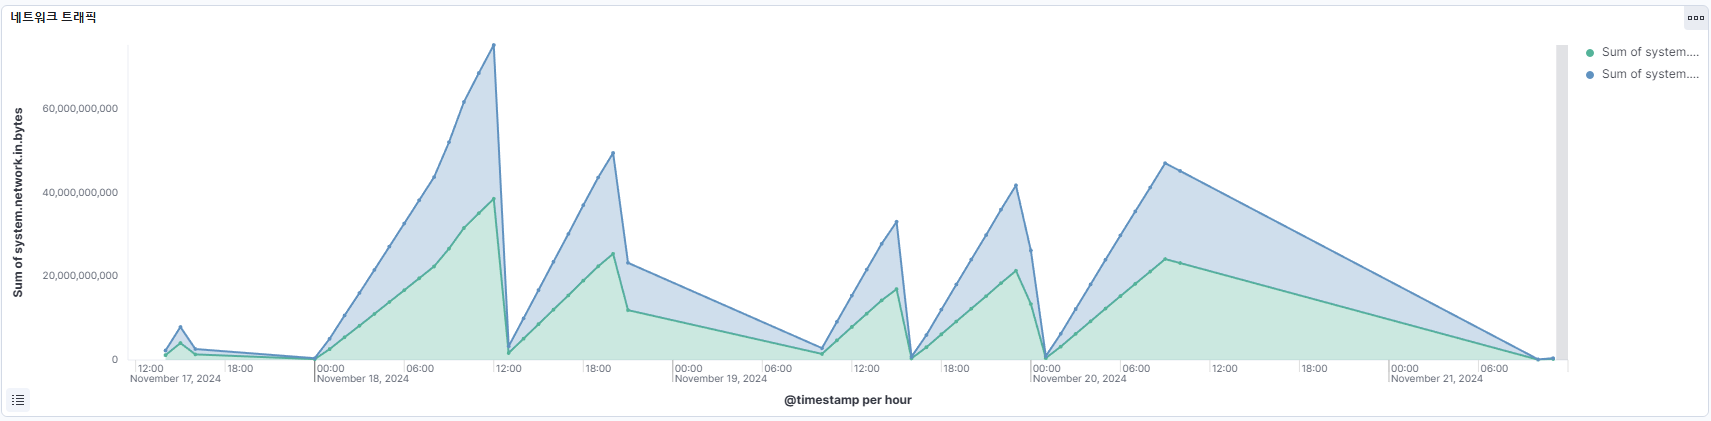 네트워크 트래픽
Sum of system....
Sum of system....
Sum of system.network.in.bytes
60,000,000,000
40,000,000,000
20,000,000,000
0
12:00 18:00 00:00 06:00 12:00 18:00 00:00 06:00 12:00 18:00 00:00 06:00 12:00 18:00 00:00 06:00
November 17, 2024 November 18, 2024 November 19, 2024 November 20, 2024 November 21, 2024
@timestamp per hour